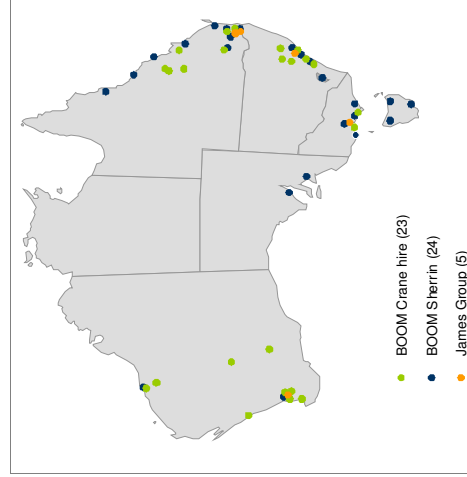 BOOM Crane hire (23)
BOOM Sherrin (24)
James Group (5)